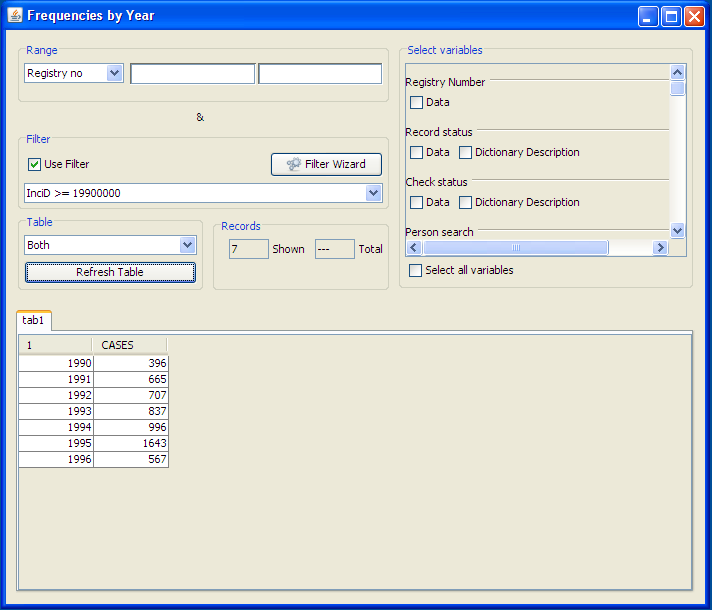 Frequencies by Year
Range
Registry no
&
Filter
Use Filter
Filter Wizard
InciD >= 19900000
Table
Both
Refresh Table
Records
7 Shown --- Total
Select variables
Registry Number
Data
Record status
Data Dictionary Description
Check status
Data Dictionary Description
Person search
Select all variables
tab1
1 CASES
1990 396
1991 665
1992 707
1993 837
1994 996
1995 1643
1996 567